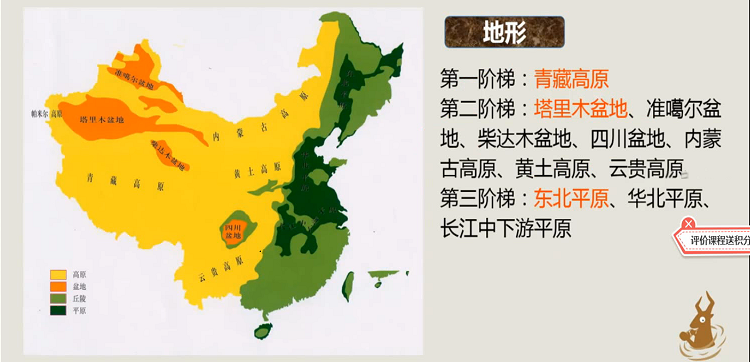 地形
第一阶梯：青藏高原
第二阶梯：塔里木盆地、准噶尔盆
地、柴达木盆地、四川盆地、内蒙
古高原、黄土高原、云贵高原
第三阶梯：东北平原、华北平原、
长江中下游平原
评价课程送积分
准噶尔盆地
帕米尔高原
塔里木盆地
内蒙古高原
柴达木盆地
黄土高原
青藏高原
四川
盆地
云贵高原
高原
盆地
丘陵
平原